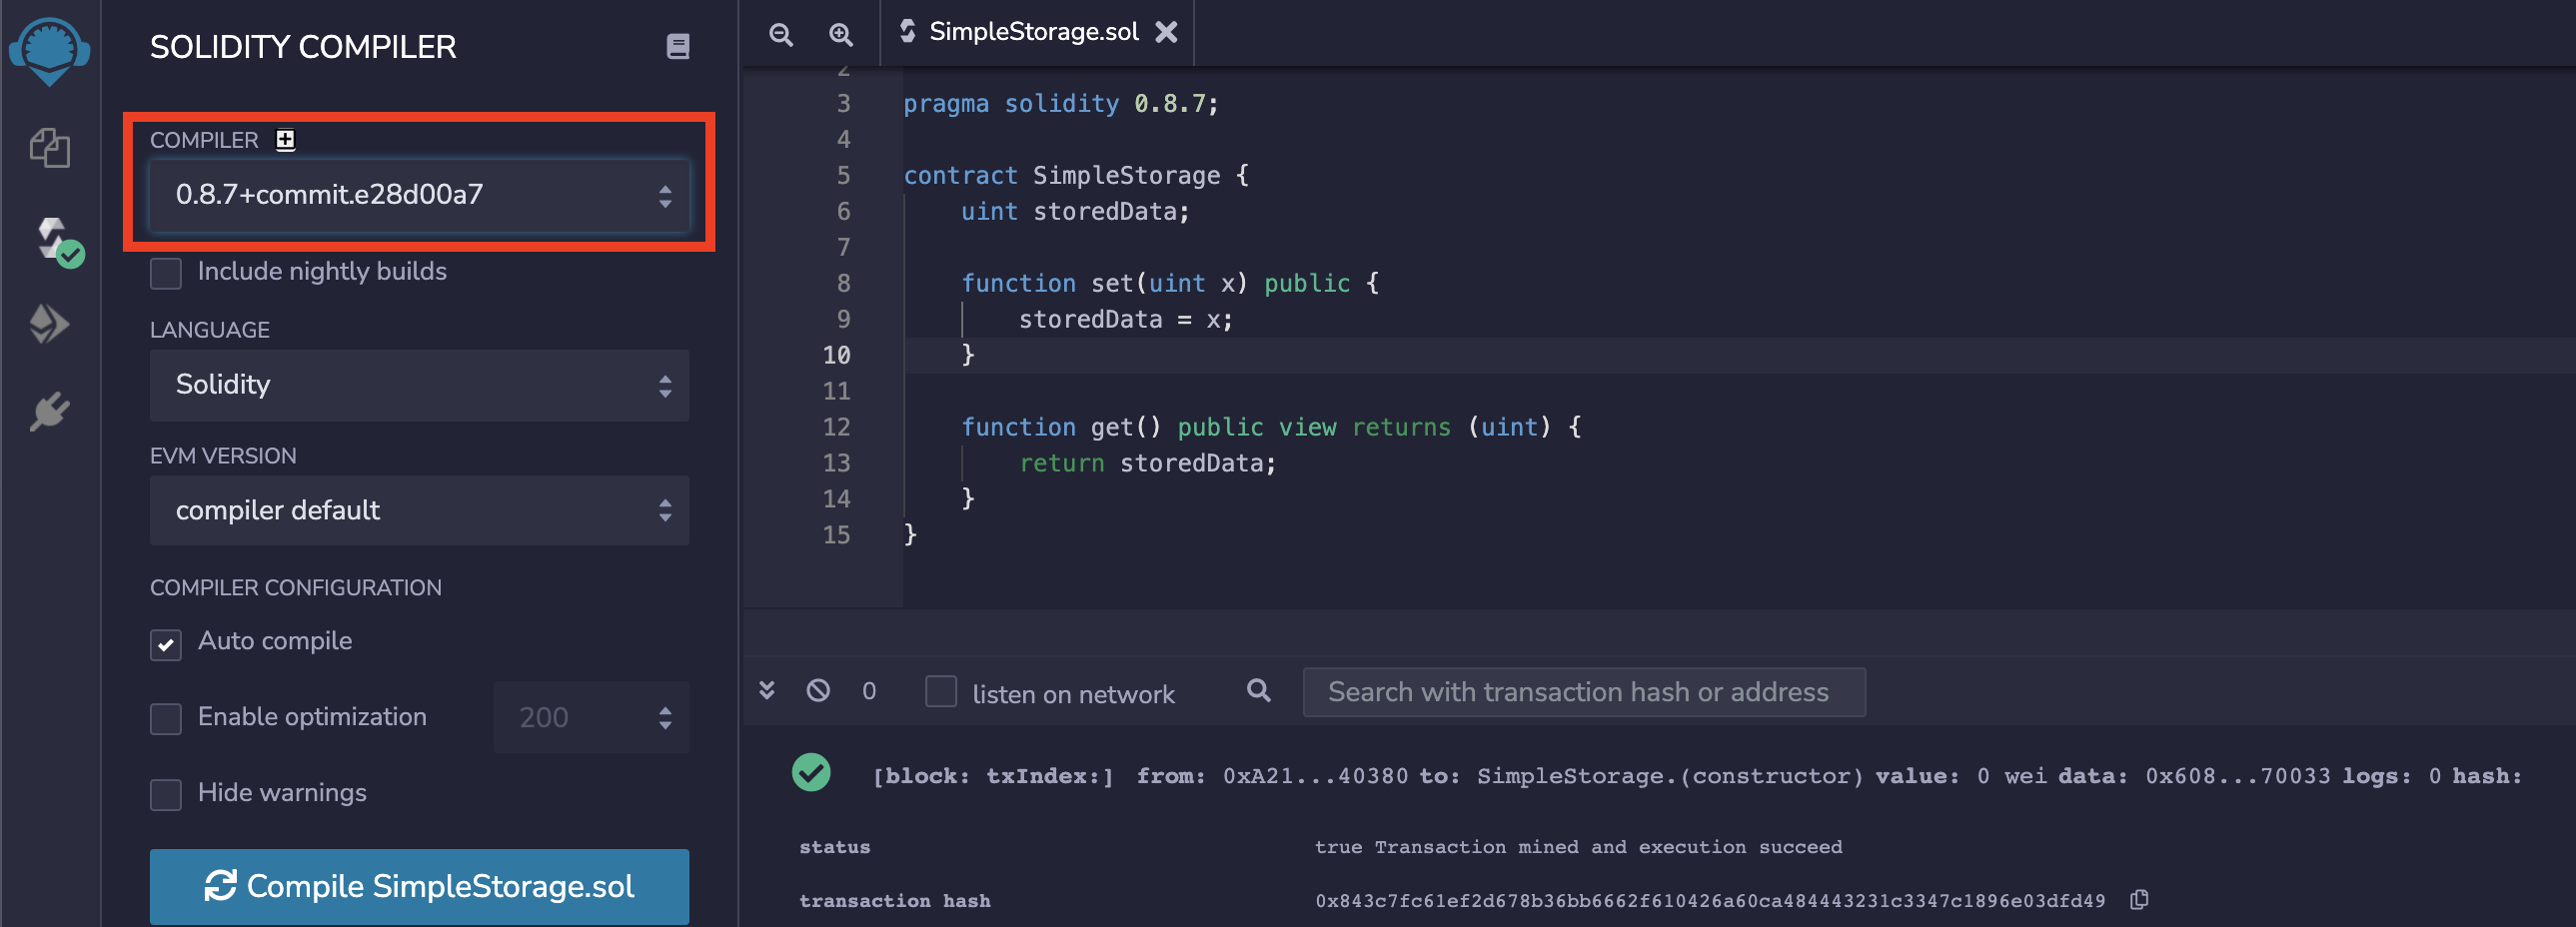 SOLIDITY COMPILER
COMPILER
0.8.7+commit.e28d00a7
Include nightly builds
LANGUAGE
Solidity
EVM VERSION
compiler default
COMPILER CONFIGURATION
Auto compile
Enable optimization 200
Hide warnings
Compile SimpleStorage.sol
SimpleStorage.sol
2
3 pragma solidity 0.8.7;
4
5 contract SimpleStorage {
6 uint storedData;
7
8 function set(uint x) public {
9 storedData = x;
10 }
11
12 function get() public view returns (uint) {
13 return storedData;
14 }
15 }
0 listen on network Search with transaction hash or address
[block: txIndex:] from: 0xA21...40380 to: SimpleStorage.(constructor) value: 0 wei data: 0x608...70033 logs: 0 hash:
status true Transaction mined and execution succeed
transaction hash 0x843c7fc61ef2d678b36bb6662f610426a60ca484443231c3347c1896e03dfd49